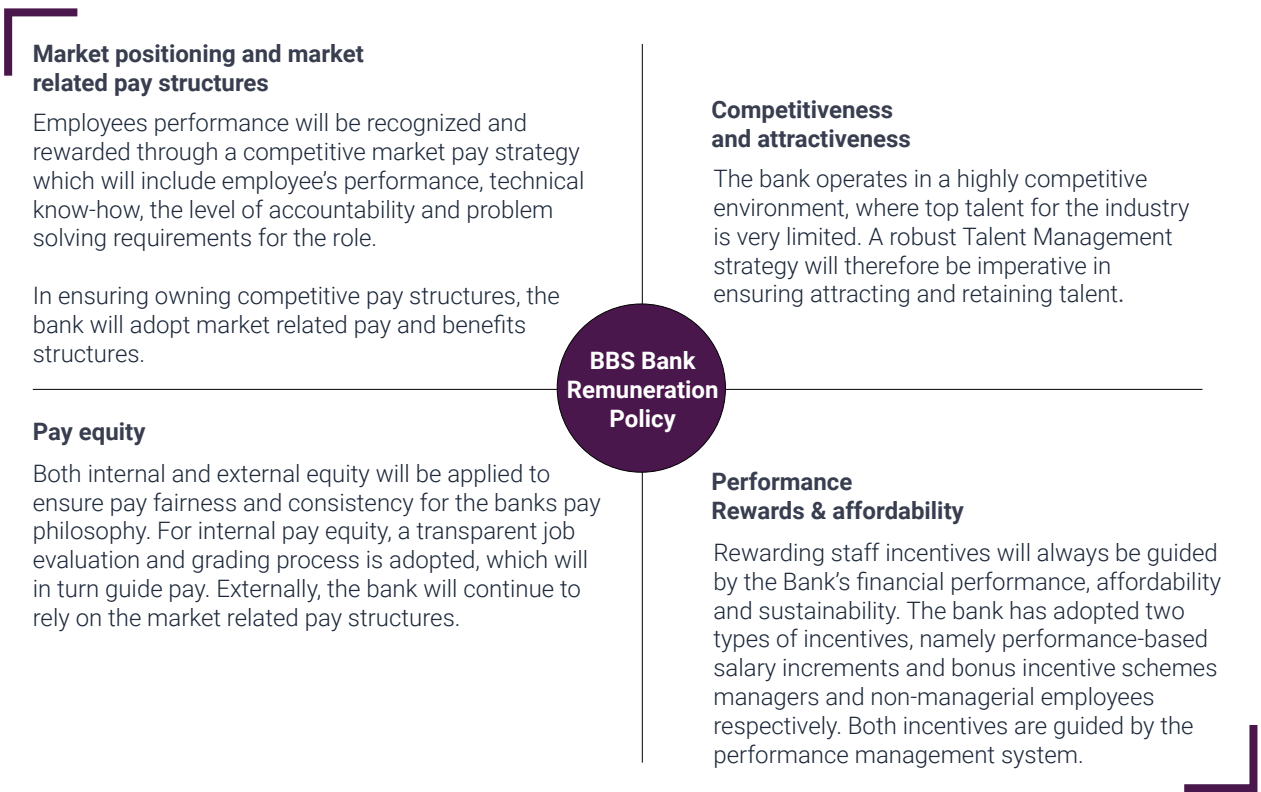 Market positioning and market
related pay structures
Employees performance will be recognized and
rewarded through a competitive market pay strategy
which will include employee’s performance, technical
know-how, the level of accountability and problem
solving requirements for the role.
In ensuring owning competitive pay structures, the
bank will adopt market related pay and benefits
structures.
Competitiveness
and attractiveness
The bank operates in a highly competitive
environment, where top talent for the industry
is very limited. A robust Talent Management
strategy will therefore be imperative in
ensuring attracting and retaining talent.
BBS Bank
Remuneration
Policy
Pay equity
Both internal and external equity will be applied to
ensure pay fairness and consistency for the banks pay
philosophy. For internal pay equity, a transparent job
evaluation and grading process is adopted, which will
in turn guide pay. Externally, the bank will continue to
rely on the market related pay structures.
Performance
Rewards & affordability
Rewarding staff incentives will always be guided
by the Bank’s financial performance, affordability
and sustainability. The bank has adopted two
types of incentives, namely performance-based
salary increments and bonus incentive schemes
managers and non-managerial employees
respectively. Both incentives are guided by the
performance management system.